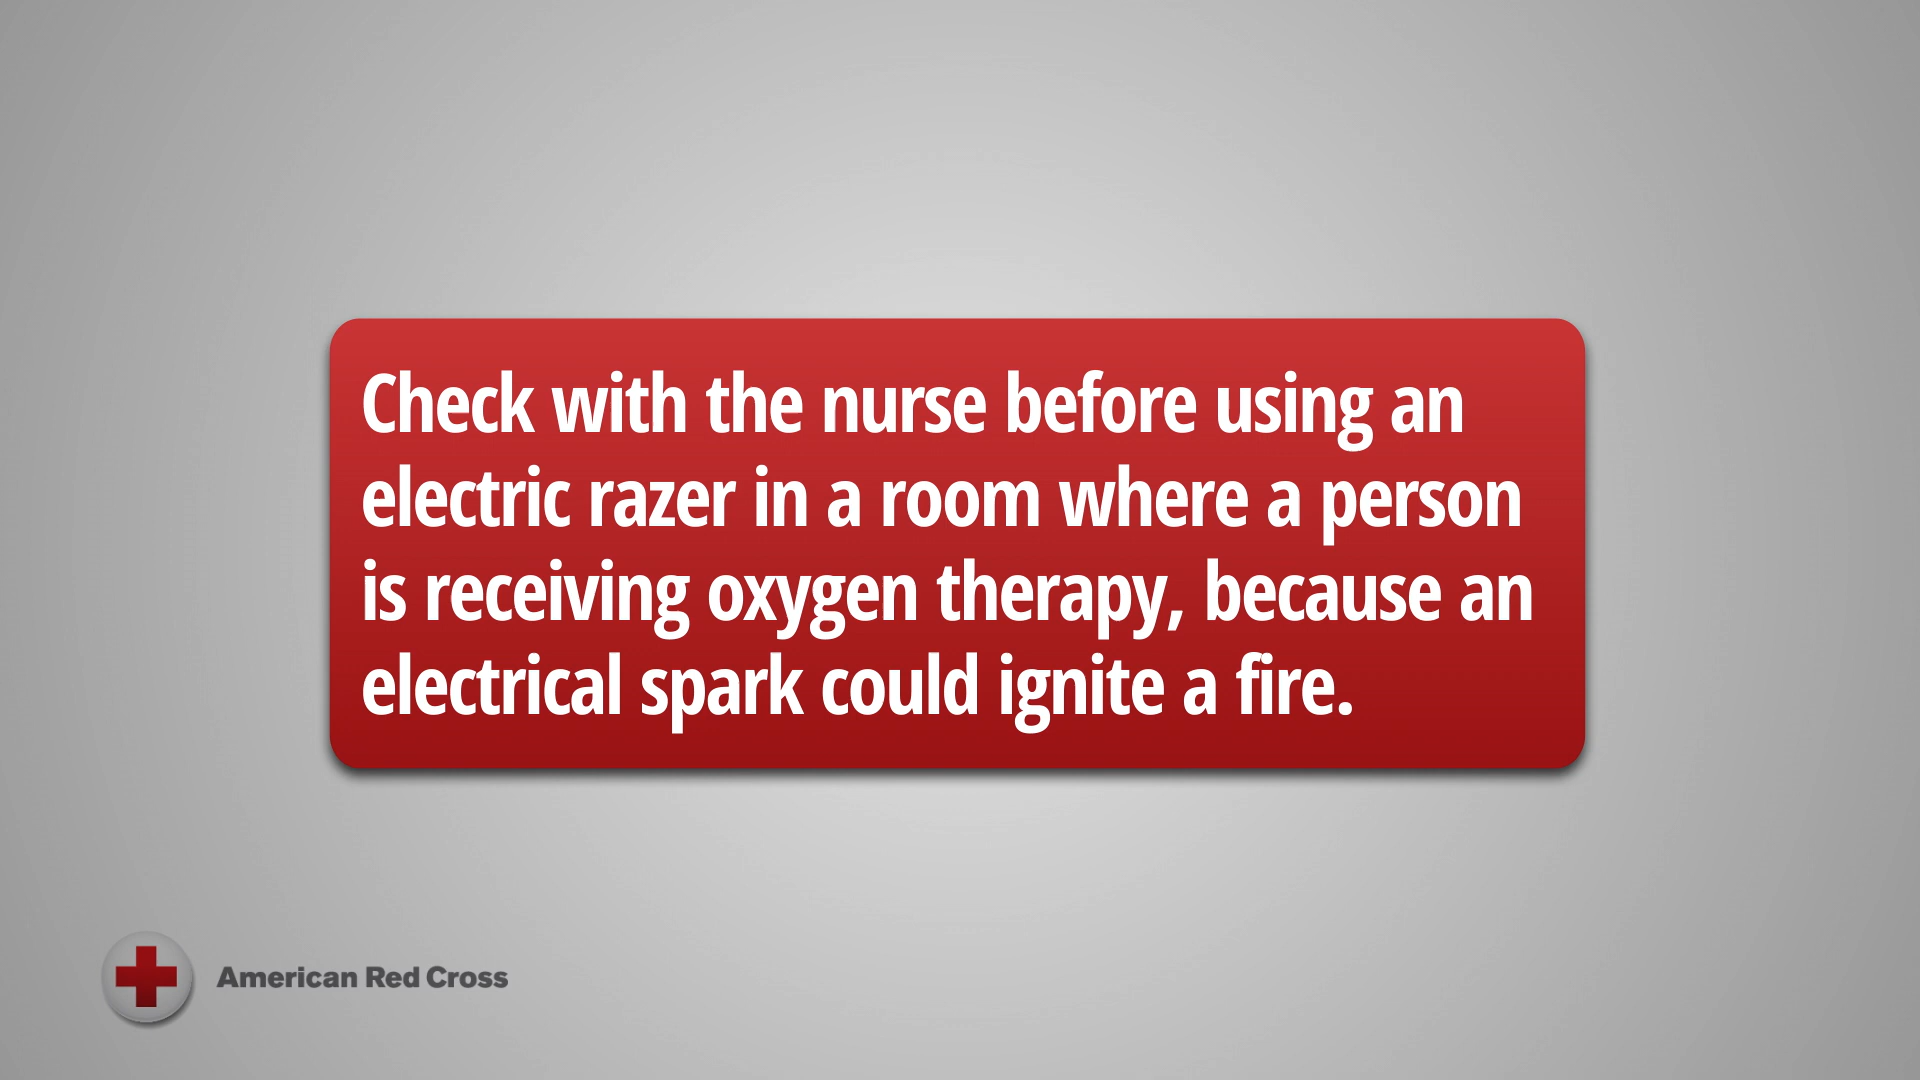 Check with the nurse before using an
electric razer in a room where a person
is receiving oxygen therapy, because an
electrical spark could ignite a fire.
American Red Cross